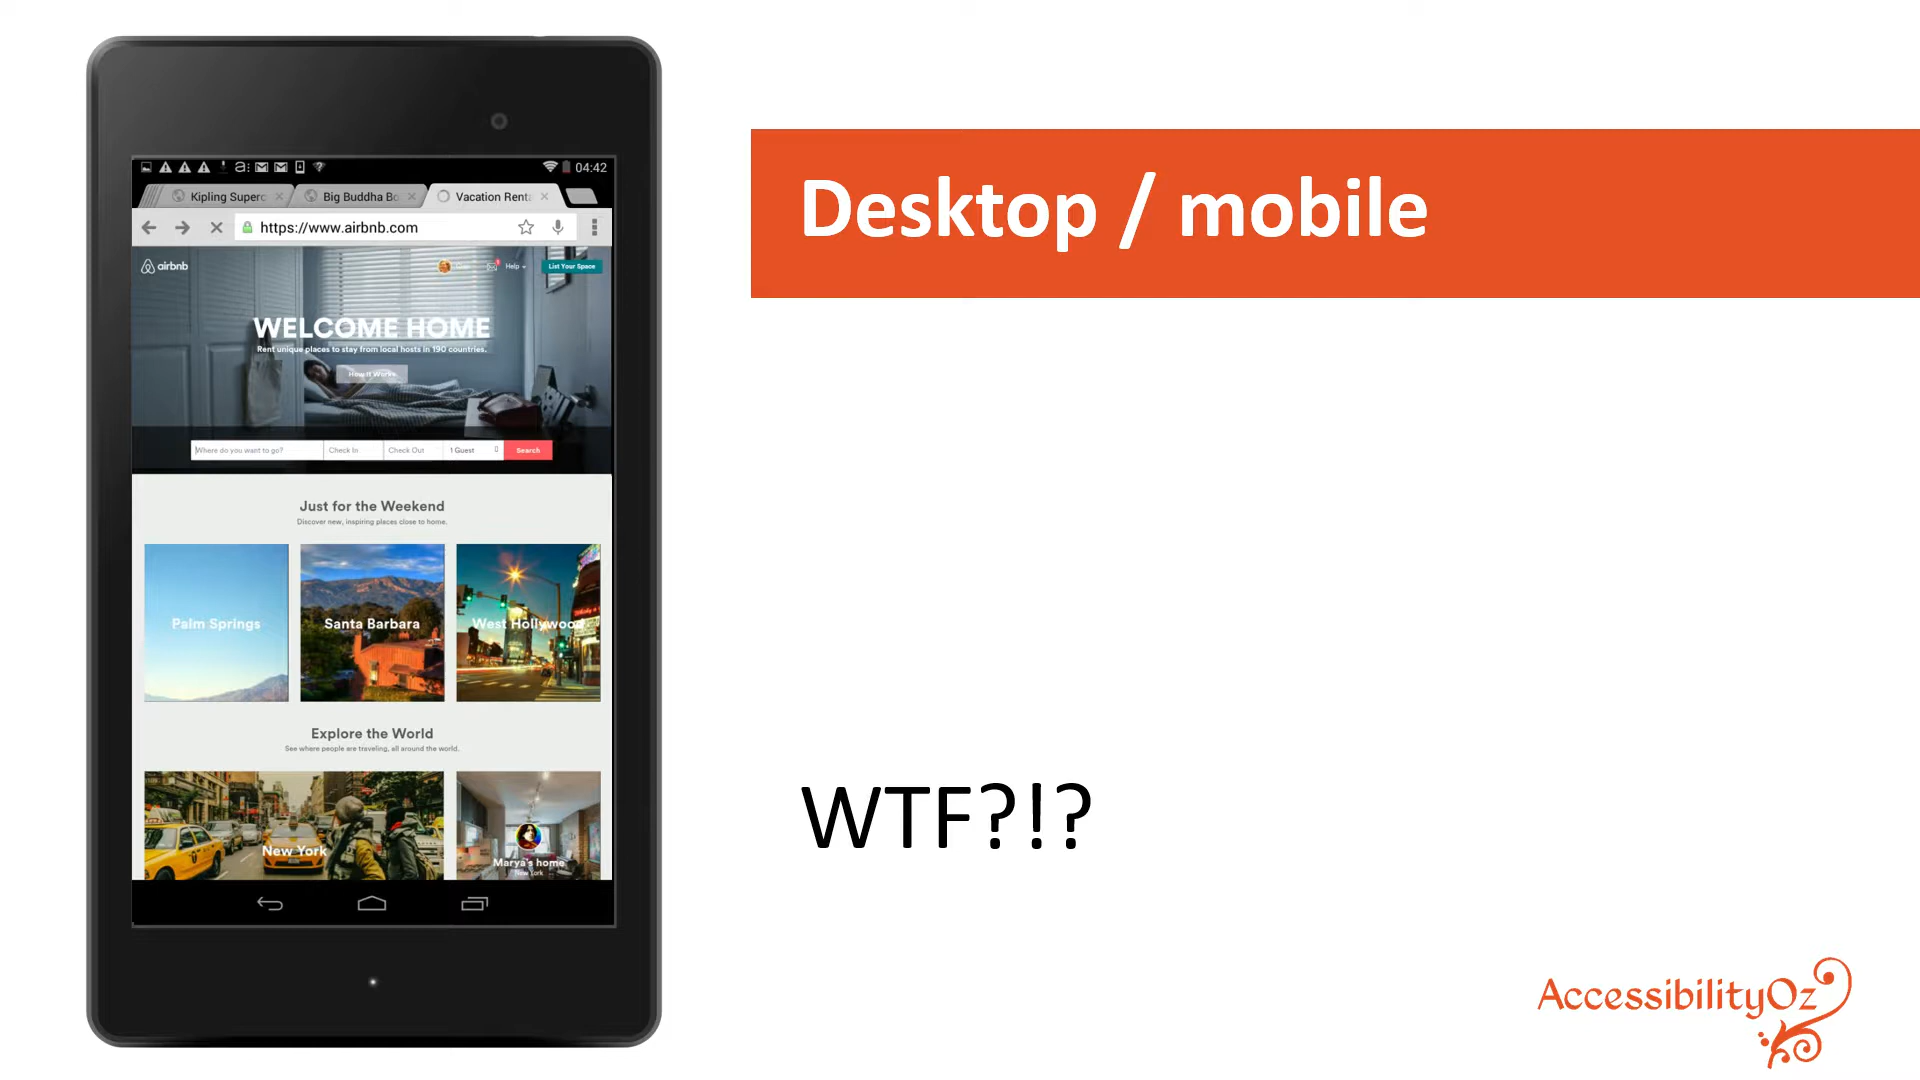 04:42
Kipling Superc
Big Buddha Bo
Vacation Renta
https://www.airbnb.com
airbnb
Help
List Your Space
WELCOME HOME
Rent unique places to stay from local hosts in 190 countries.
How It Works
Where do you want to go?
Check In
Check Out
1 Guest
Search
Just for the Weekend
Discover new, inspiring places close to home.
Palm Springs
Santa Barbara
West Hollywood
Explore the World
See where people are traveling, all around the world.
New York
Marya's home
New York
Desktop / mobile
WTF?!?
AccessibilityOz